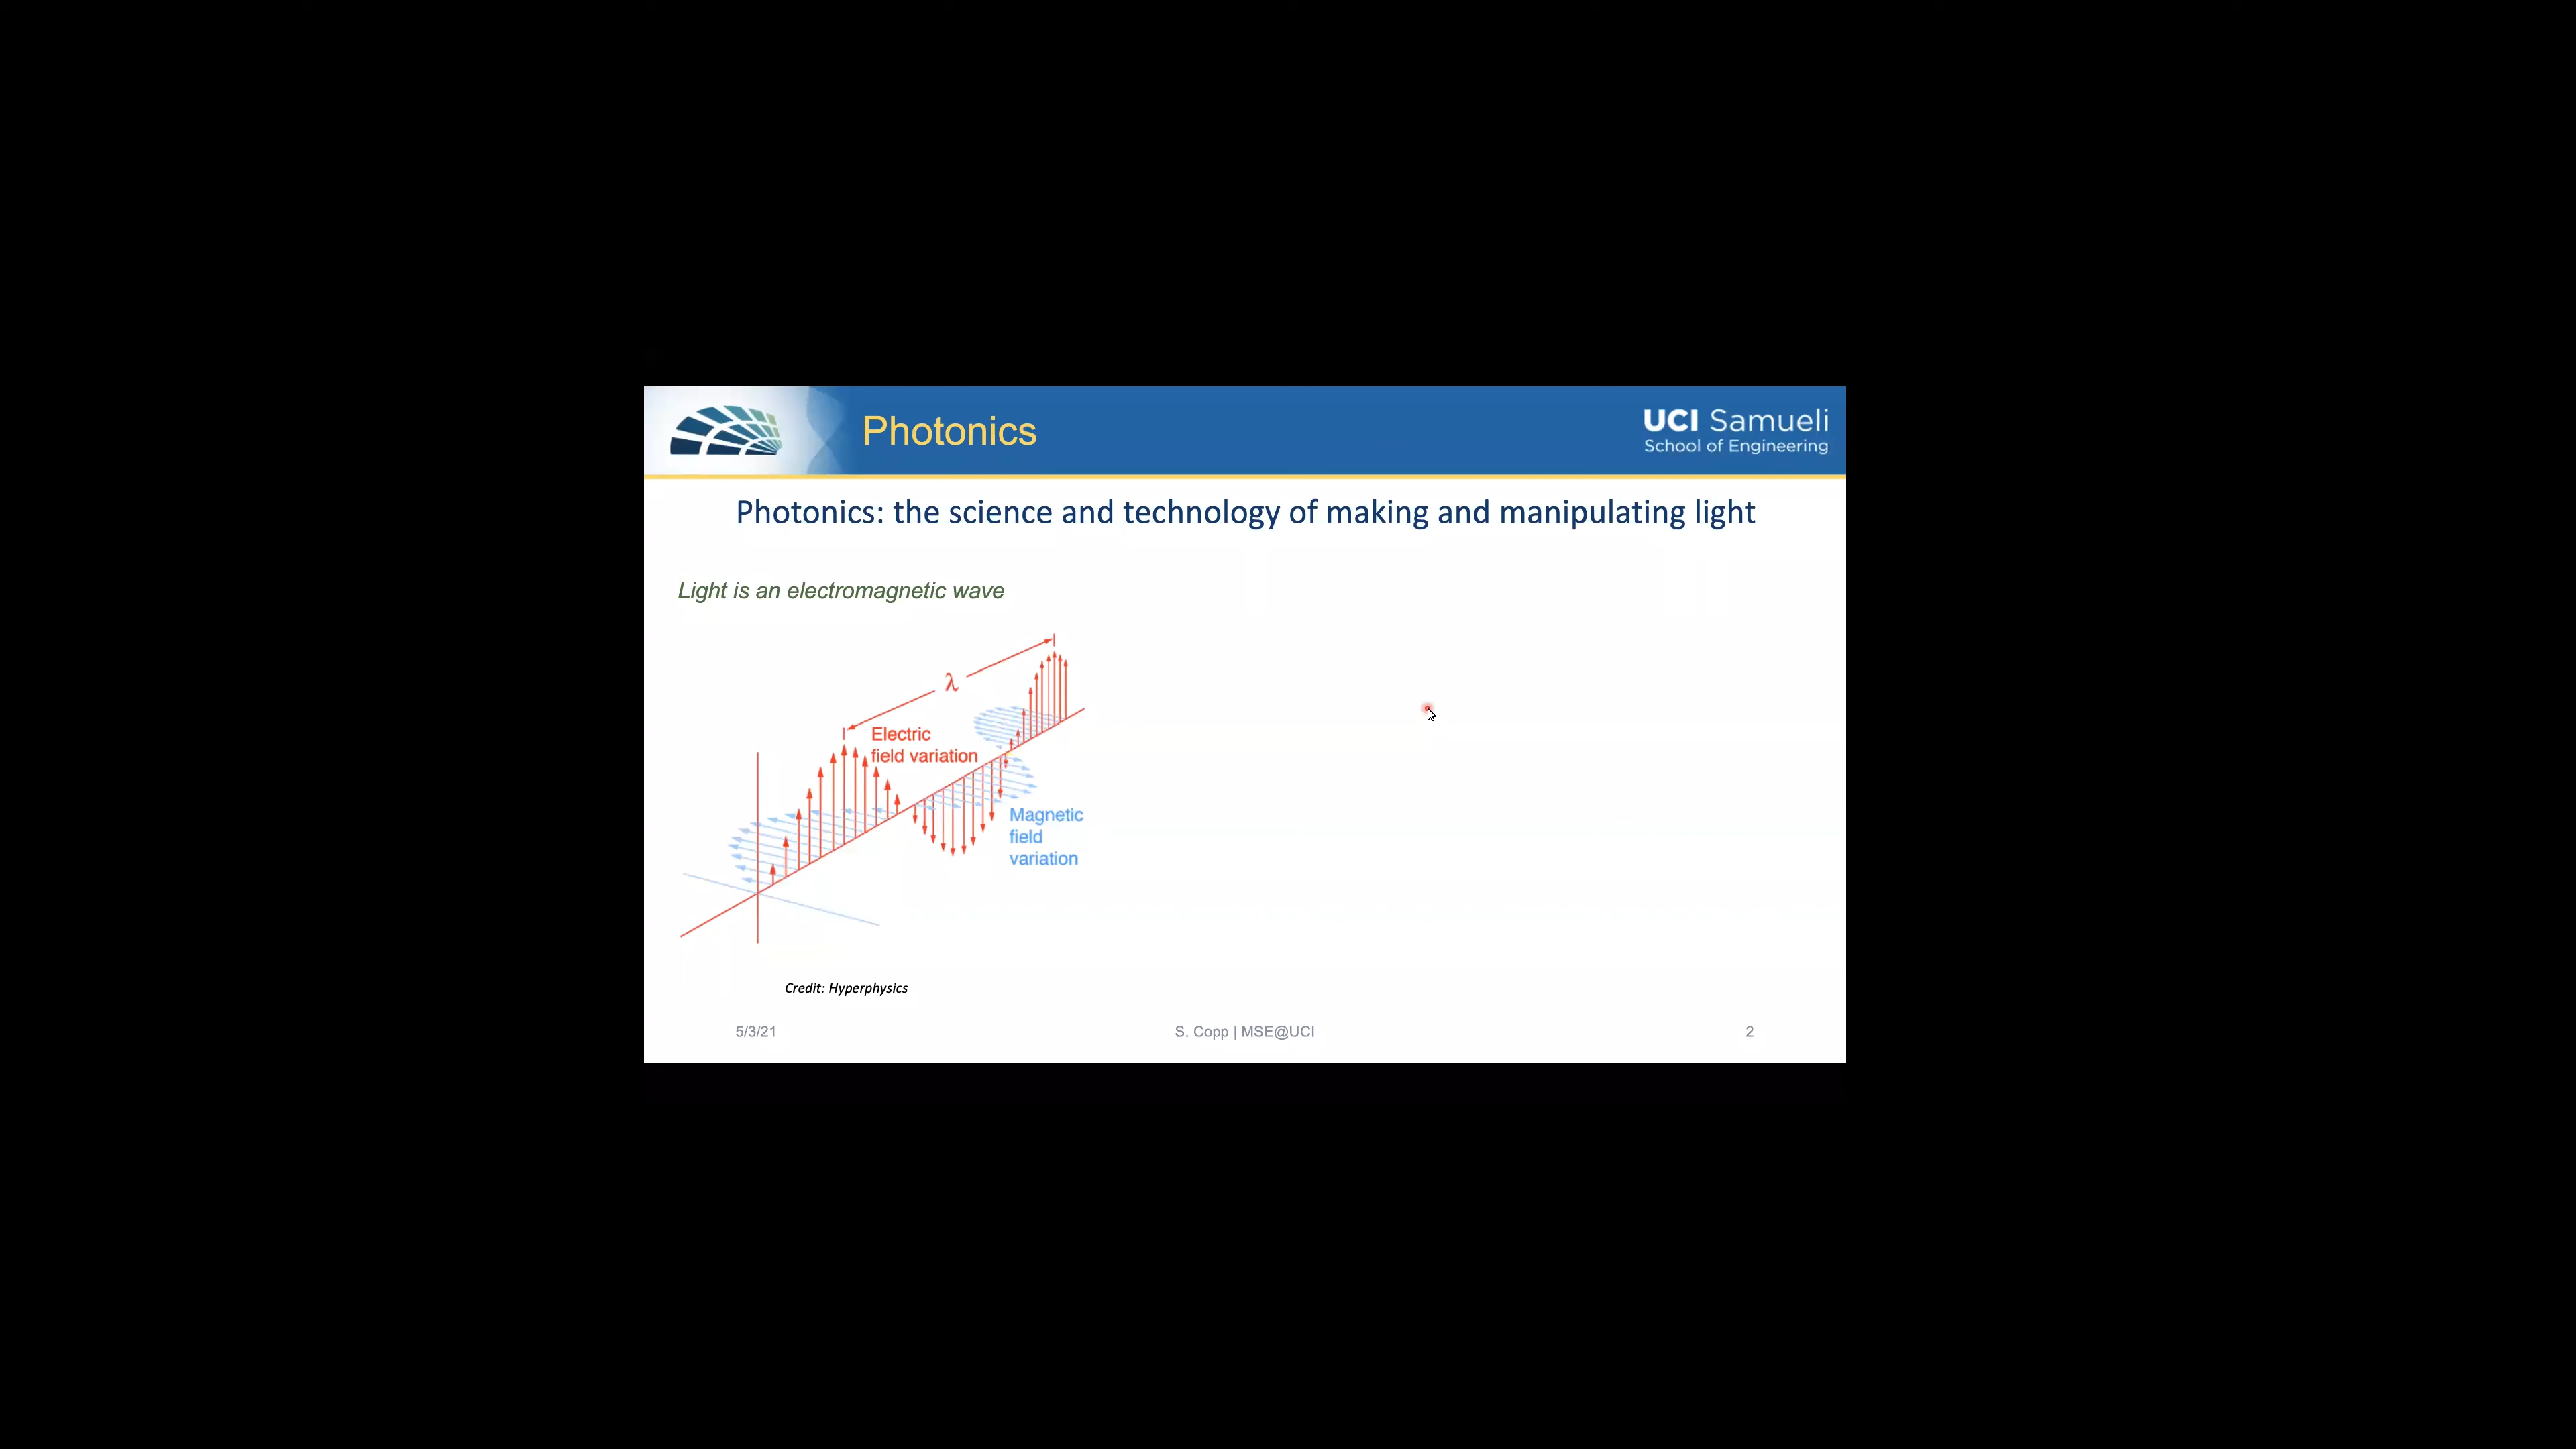 Photonics
UCI Samueli
School of Engineering
Photonics: the science and technology of making and manipulating light
Light is an electromagnetic wave
λ
Electric
field variation
Magnetic
field
variation
Credit: Hyperphysics
5/3/21
S. Copp | MSE@UCI
2